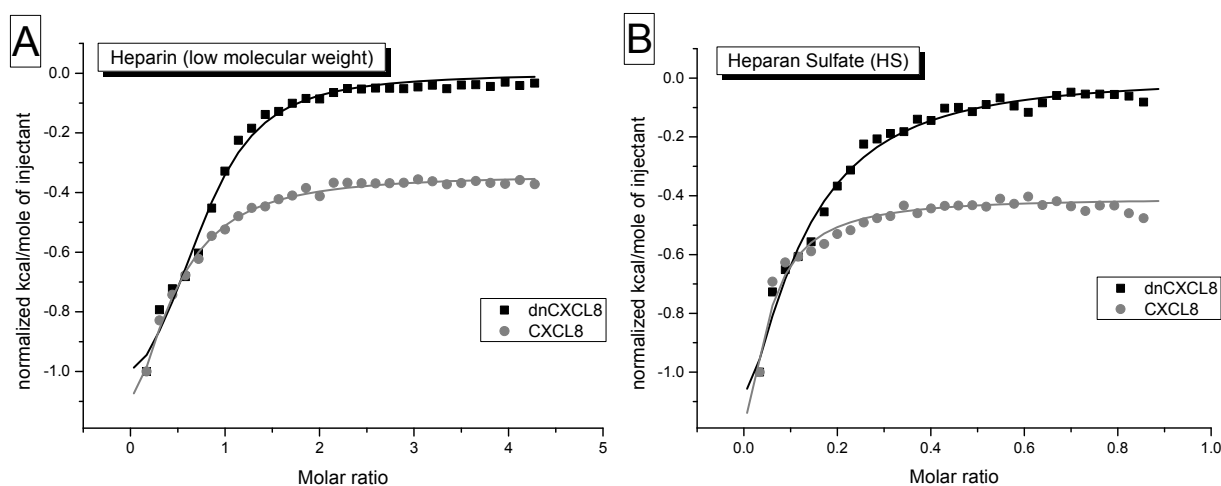 A
Heparin (low molecular weight)
normalized kcal/mole of injectant
0.0
-0.2
-0.4
-0.6
-0.8
-1.0
dnCXCL8
CXCL8
0 1 2 3 4 5
Molar ratio
B
Heparan Sulfate (HS)
normalized kcal/mole of injectant
0.0
-0.2
-0.4
-0.6
-0.8
-1.0
dnCXCL8
CXCL8
0.0 0.2 0.4 0.6 0.8 1.0
Molar ratio